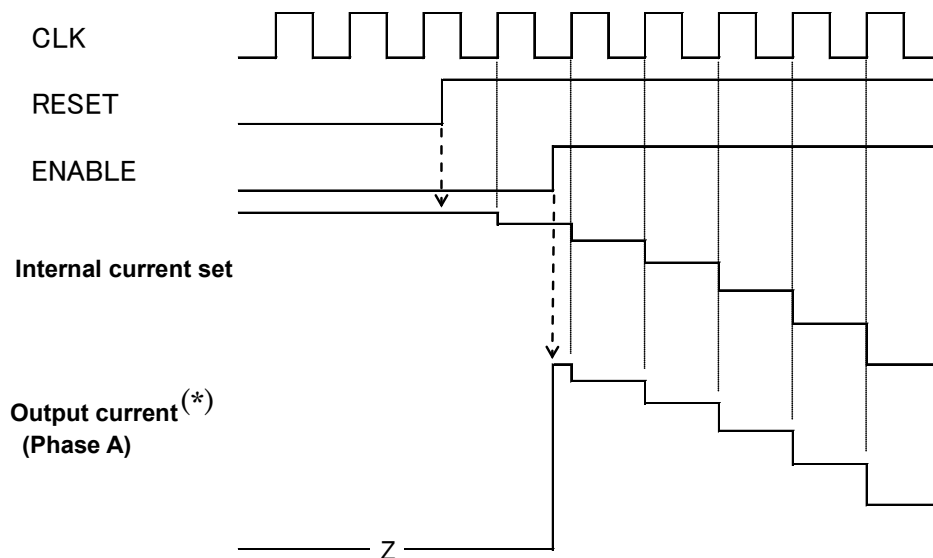 CLK
RESET
ENABLE
Internal current set
Output current(*)
(Phase A)
Z